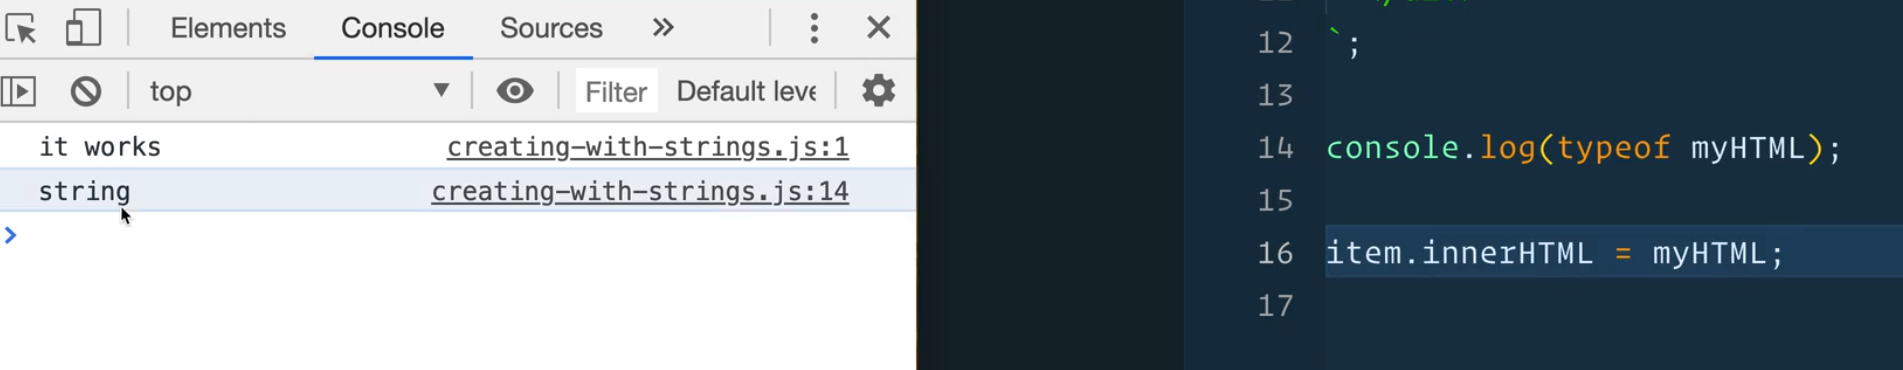 Elements Console Sources
top Filter Default leve
it works creating-with-strings.js:1
string creating-with-strings.js:14
>
12 `;
13
14 console.log(typeof myHTML);
15
16 item.innerHTML = myHTML;
17